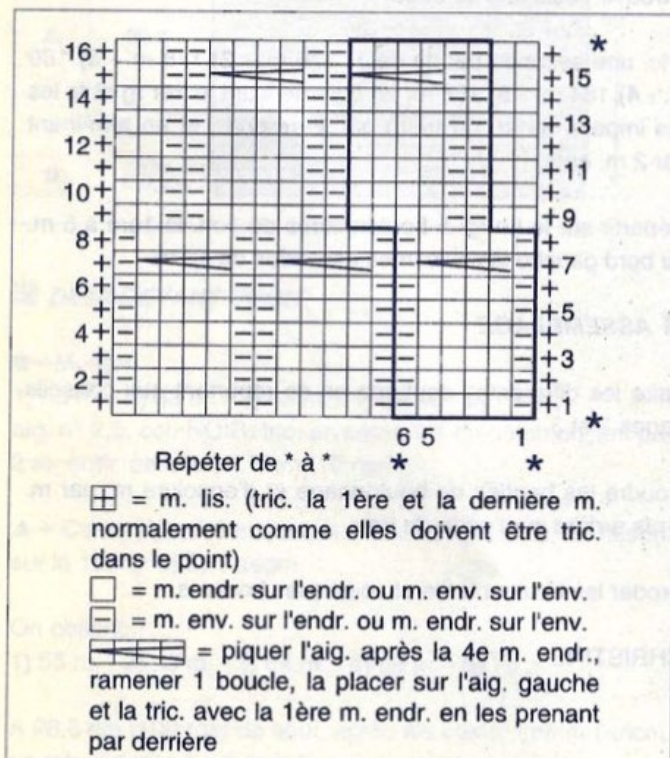 16 + *
+ 15
14 +
+ 13
12 +
+ 11
10 +
+ 9
8 +
+ 7
6 +
+ 5
4 +
+ 3
2 +
+ 1 *
6 5
Répéter de * à * * *
+ = m. lis. (tric. la 1ère et la dernière m.
normalement comme elles doivent être tric.
dans le point)
= m. endr. sur l'endr. ou m. env. sur l'env.
– = m. env. sur l'endr. ou m. endr. sur l'env.
= piquer l'aig. après la 4e m. endr.,
ramener 1 boucle, la placer sur l'aig. gauche
et la tric. avec la 1ère m. endr. en les prenant
par derrière